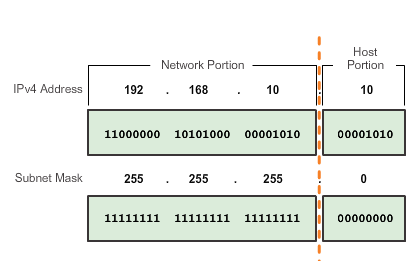 Host
Network Portion Portion
IPv4 Address 192 . 168 . 10 . 10
11000000 10101000 00001010 00001010
Subnet Mask 255 . 255 . 255 . 0
11111111 11111111 11111111 00000000